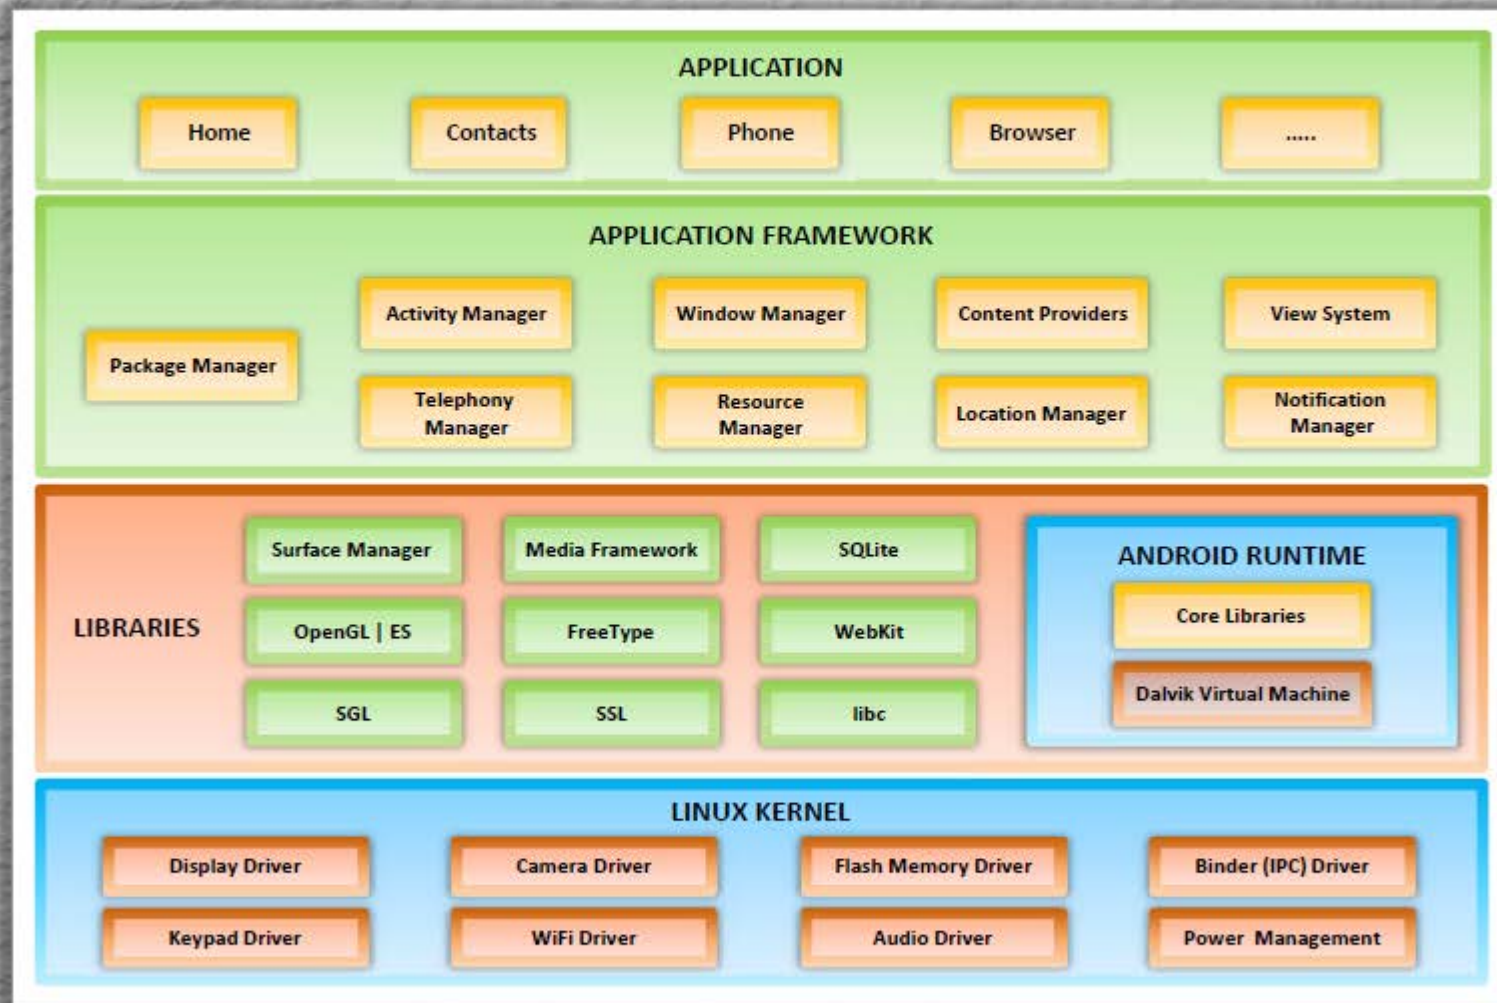 APPLICATION
Home
Contacts
Phone
Browser
.....
APPLICATION FRAMEWORK
Package Manager
Activity Manager
Window Manager
Content Providers
View System
Telephony
Manager
Resource
Manager
Location Manager
Notification
Manager
LIBRARIES
Surface Manager
Media Framework
SQLite
OpenGL | ES
FreeType
WebKit
SGL
SSL
libc
ANDROID RUNTIME
Core Libraries
Dalvik Virtual Machine
LINUX KERNEL
Display Driver
Camera Driver
Flash Memory Driver
Binder (IPC) Driver
Keypad Driver
WiFi Driver
Audio Driver
Power Management